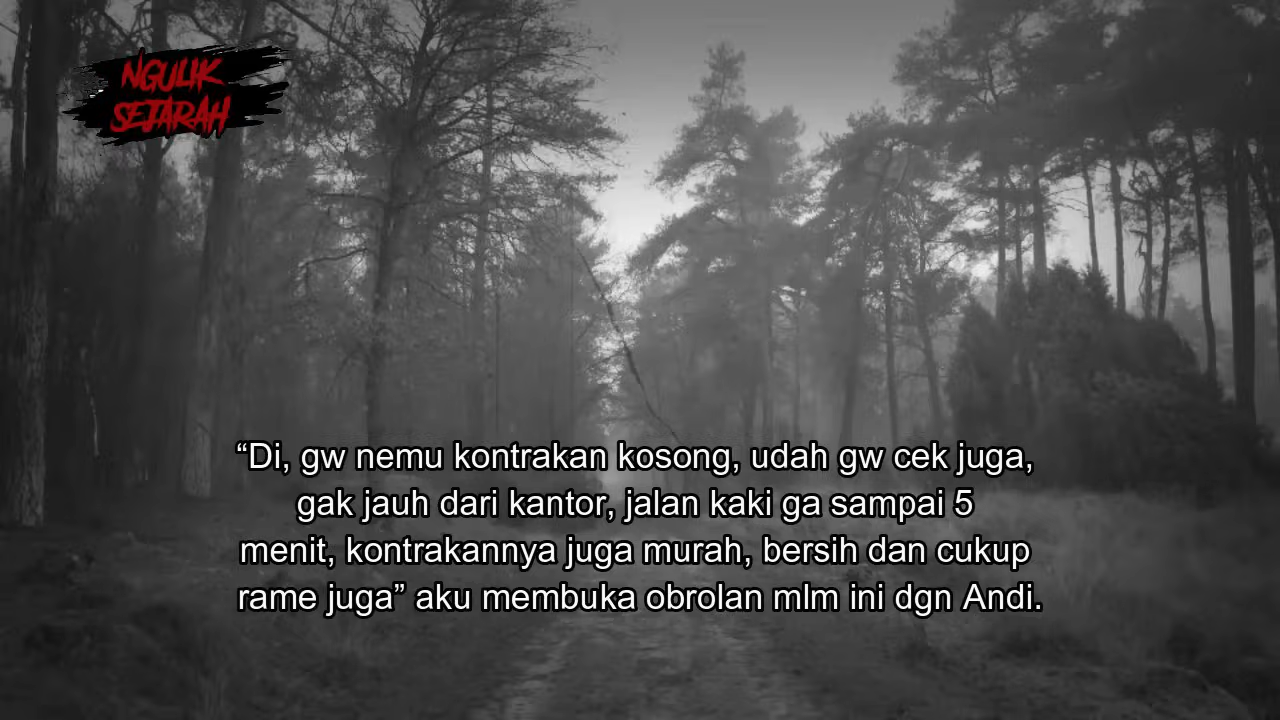 NGULIK
SEJARAH
“Di, gw nemu kontrakan kosong, udah gw cek juga,
gak jauh dari kantor, jalan kaki ga sampai 5
menit, kontrakannya juga murah, bersih dan cukup
rame juga” aku membuka obrolan mlm ini dgn Andi.